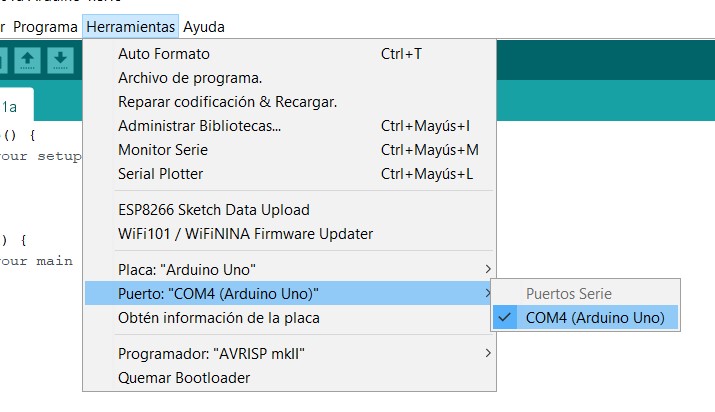 r Programa Herramientas Ayuda
Auto Formato Ctrl+T
Archivo de programa.
Reparar codificación & Recargar.
Administrar Bibliotecas... Ctrl+Mayús+I
Monitor Serie Ctrl+Mayús+M
Serial Plotter Ctrl+Mayús+L
ESP8266 Sketch Data Upload
WiFi101 / WiFiNINA Firmware Updater
Placa: "Arduino Uno"
Puerto: "COM4 (Arduino Uno)"
Puertos Serie
COM4 (Arduino Uno)
Obtén información de la placa
Programador: "AVRISP mkII"
Quemar Bootloader
1a
() {
our setup
) {
our main